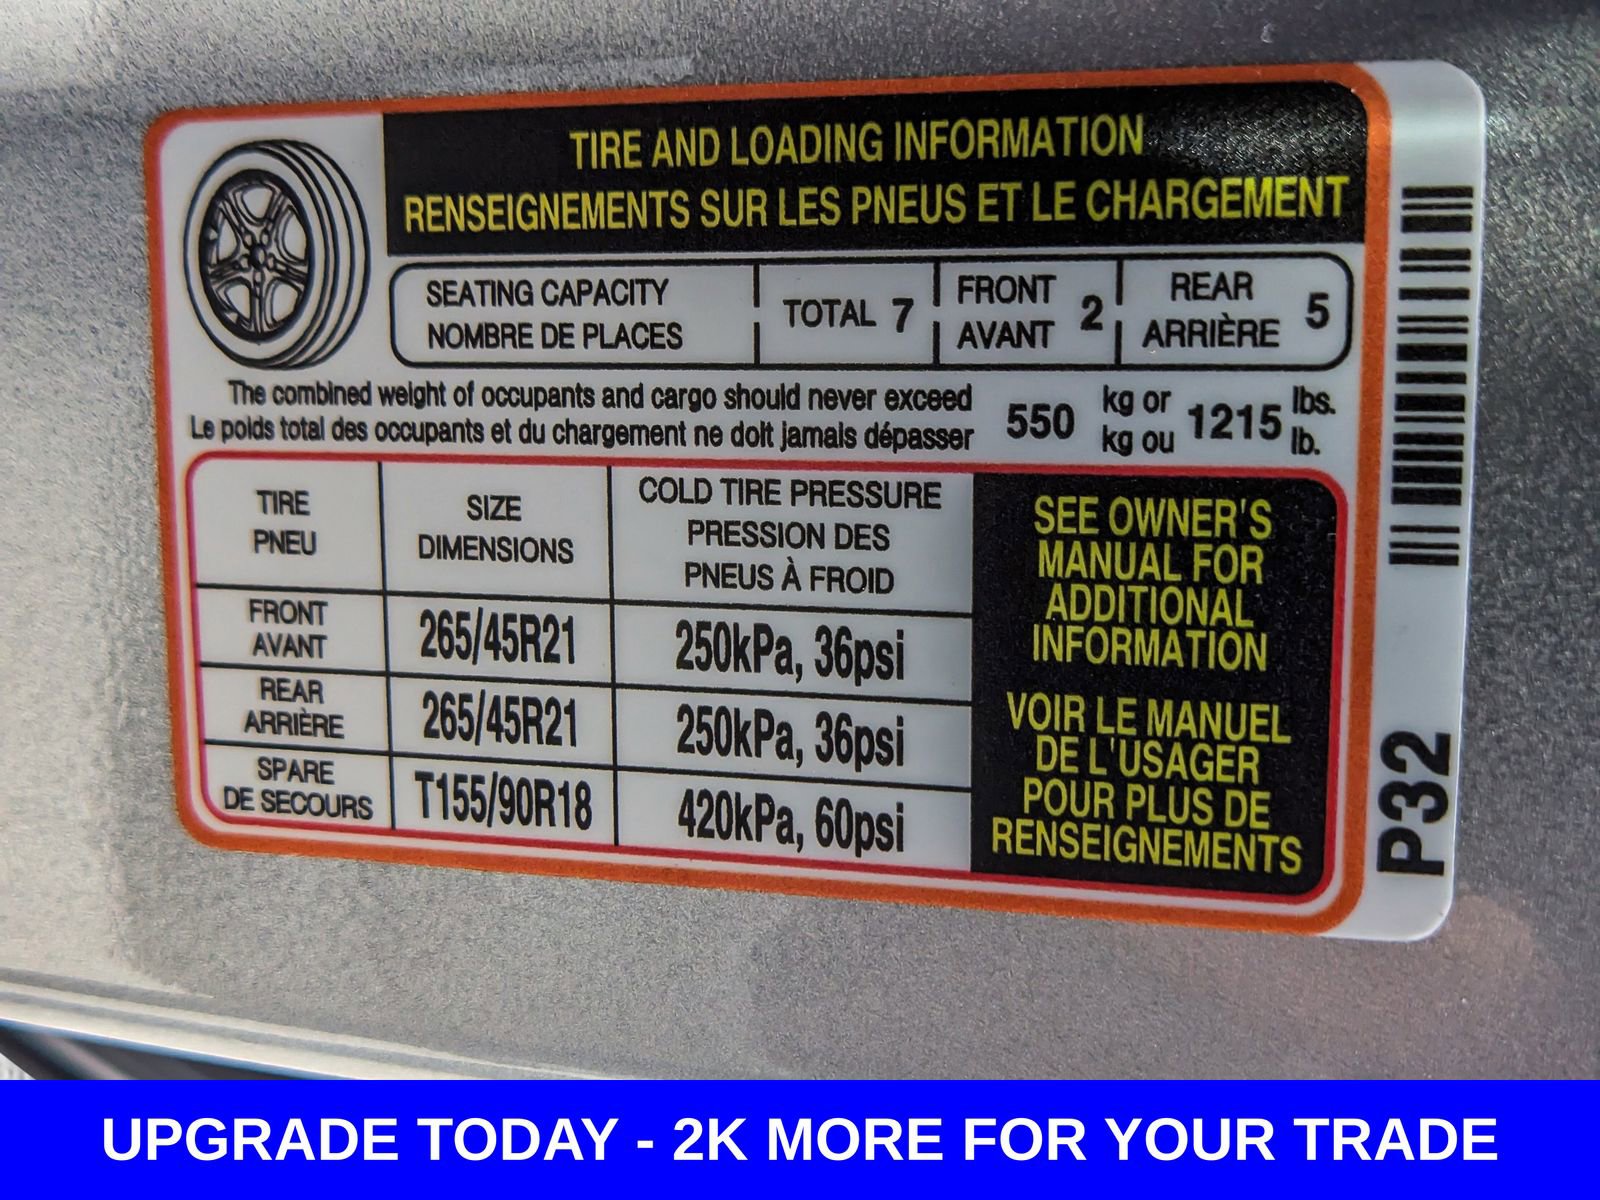 TIRE AND LOADING INFORMATION
RENSEIGNEMENTS SUR LES PNEUS ET LE CHARGEMENT
SEATING CAPACITY
NOMBRE DE PLACES
TOTAL 7
FRONT
AVANT
2
REAR
ARRIÈRE
5
The combined weight of occupants and cargo should never exceed
Le poids total des occupants et du chargement ne doit jamais dépasser
550
kg or
kg ou
1215
lbs.
lb.
TIRE
PNEU
SIZE
DIMENSIONS
COLD TIRE PRESSURE
PRESSION DES
PNEUS À FROID
FRONT
AVANT
265/45R21
250kPa, 36psi
REAR
ARRIÈRE
265/45R21
250kPa, 36psi
SPARE
DE SECOURS
T155/90R18
420kPa, 60psi
SEE OWNER'S
MANUAL FOR
ADDITIONAL
INFORMATION
VOIR LE MANUEL
DE L'USAGER
POUR PLUS DE
RENSEIGNEMENTS
P32
UPGRADE TODAY - 2K MORE FOR YOUR TRADE